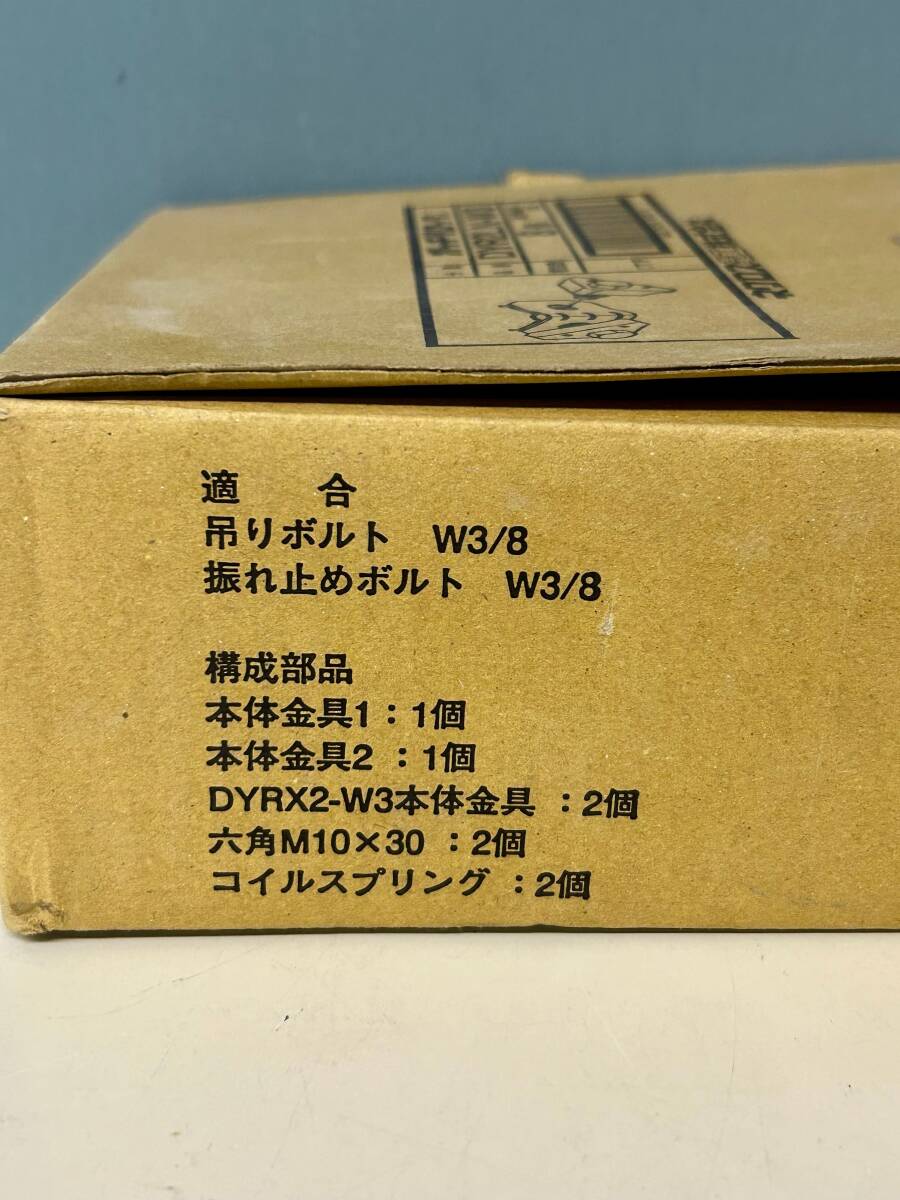 適 合
吊りボルト W3/8
振れ止めボルト W3/8
構成部品
本体金具1：1個
本体金具2 ：1個
DYRX2-W3本体金具 ：2個
六角M10×30 ：2個
コイルスプリング ：2個